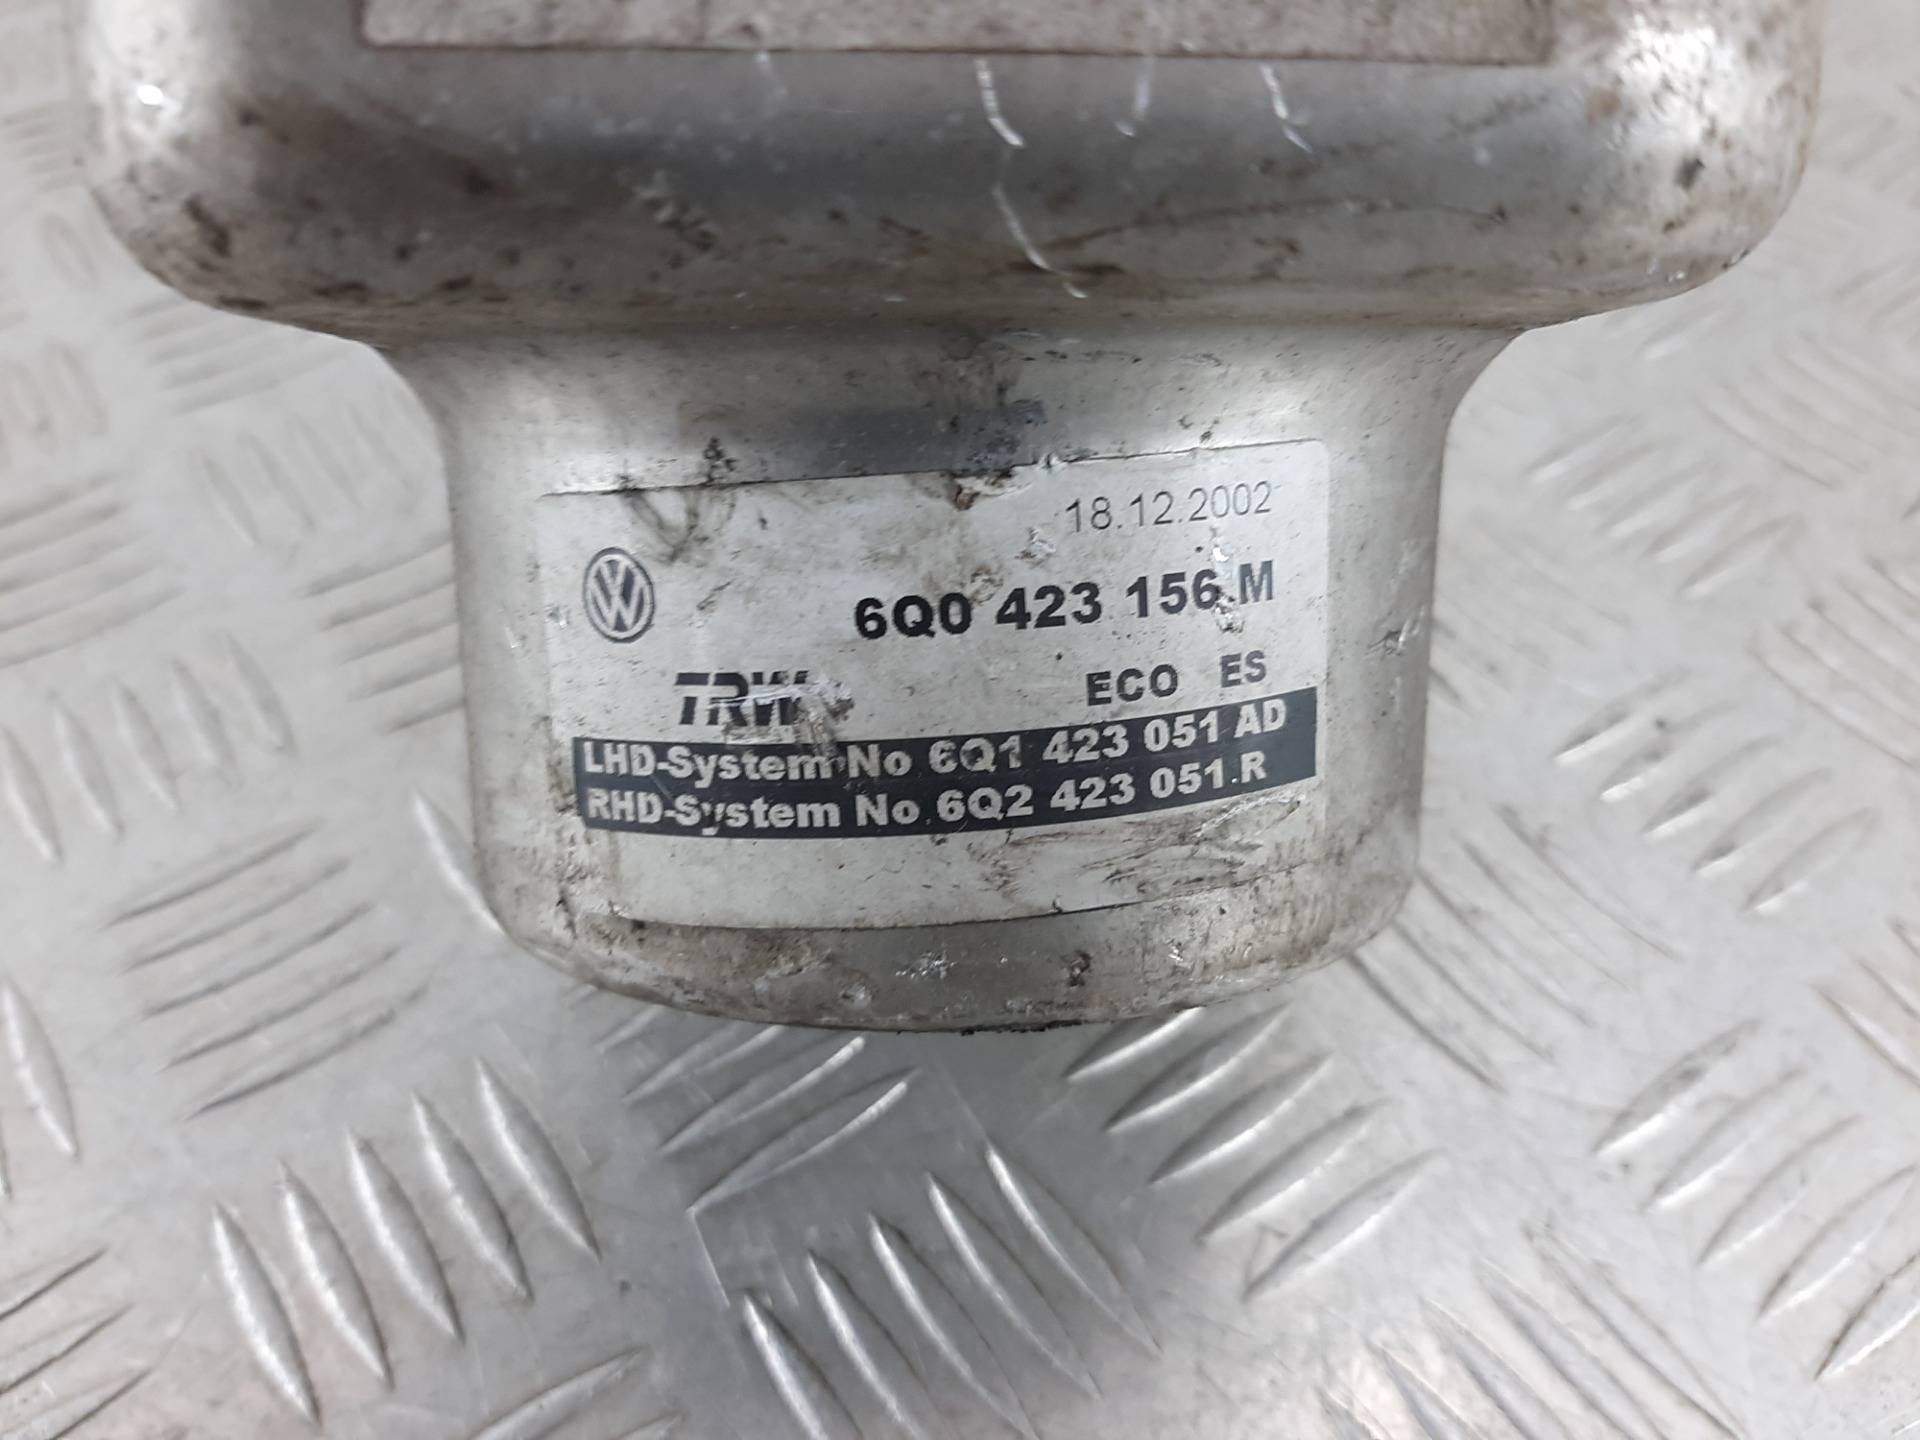 18.12.2002
6Q0 423 156 M
TRW ECO ES
LHD-System No 6Q1 423 051 AD
RHD-System No 6Q2 423 051 R